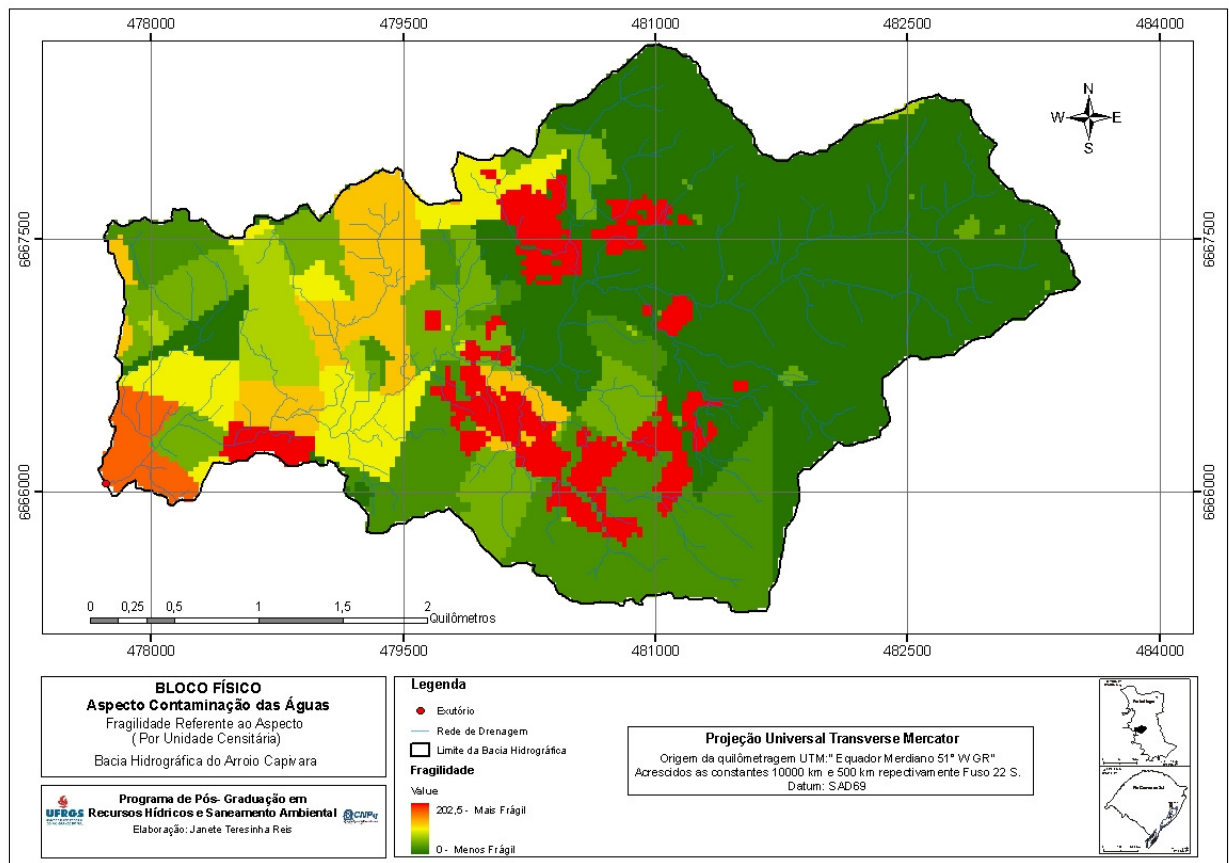 478000 479500 481000 482500 484000
N
W E
S
6667500 6667500
6666000 6666000
0 0,25 0,5 1 1,5 2
Quilômetros
478000 479500 481000 482500 484000
BLOCO FÍSICO
Aspecto Contaminação das Águas
Fragilidade Referente ao Aspecto
( Por Unidade Censitária)
Bacia Hidrográfica do Arroio Capivara
UFRGS
Programa de Pós- Graduação em
Recursos Hídricos e Saneamento Ambiental
CNPq
Elaboração: Janete Teresinha Reis
Legenda
Exutório
Rede de Drenagem
Limite da Bacia Hidrográfica
Fragilidade
Value
202,5 - Mais Frágil
0 - Menos Frágil
Projeção Universal Transverse Mercator
Origem da quilômetragem UTM:" Equador Merdiano 51° W GR"
Acrescidos as constantes 10000 km e 500 km repectivamente Fuso 22 S.
Datum: SAD69